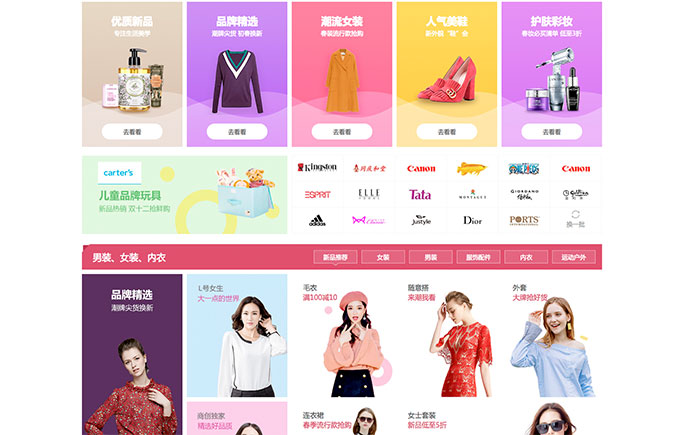 优质新品
专注生活美学
去看看
品牌精选
潮牌尖货 初春换新
去看看
潮流女装
春装流行款抢购
去看看
人气美鞋
新外貌“鞋”会
去看看
护肤彩妆
春妆必买清单 低至3折
去看看
carter's
儿童品牌玩具
新品热销 双十二抢鲜购
Kingston
Canon
Canon
ESPRIT
ELLE
Tata
MONTAGUT
GIORDANO
adidas
Justyle
Dior
PORTS
换一批
男装、女装、内衣
新品推荐
女装
男装
服饰配件
内衣
运动户外
品牌精选
潮牌尖货换新
L号女生
大一点的世界
毛衣
满100减10
随意搭
来潮我看
外套
大牌抢好货
商创独家
精选好品质
连衣裙
春季流行款抢购
女士套装
新品低至5折